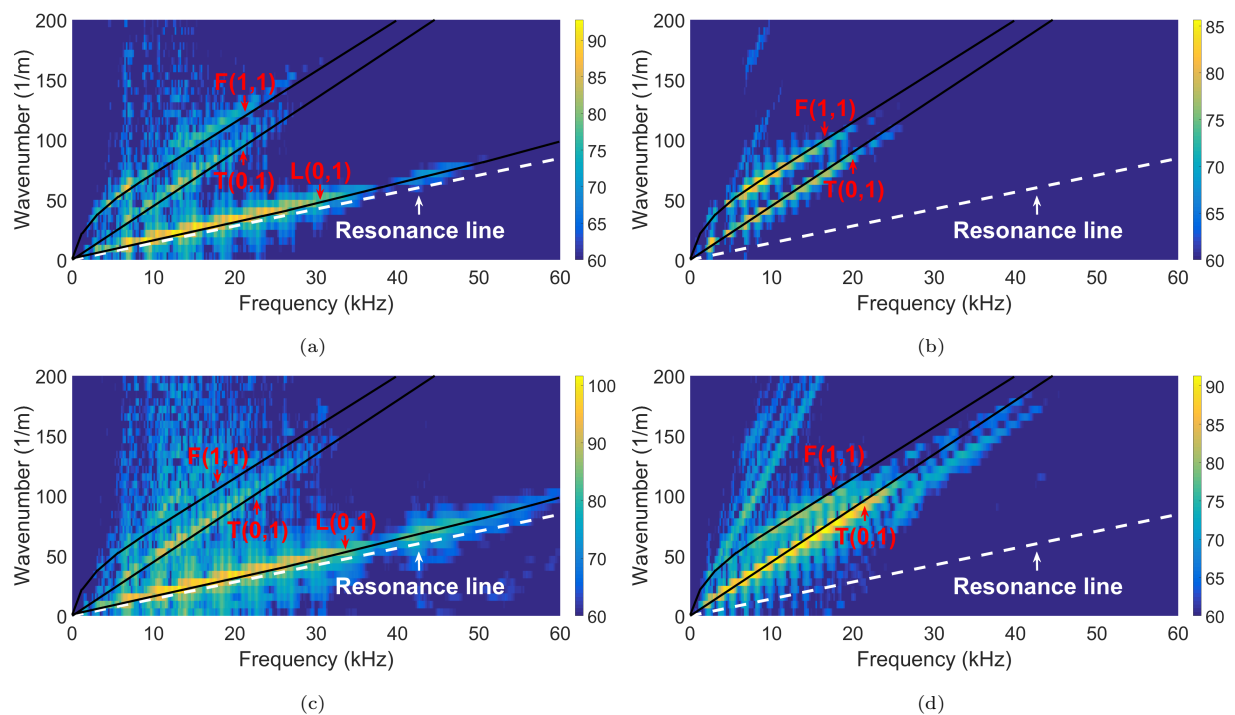 200
150
100
50
0
Wavenumber (1/m)
F(1,1)
T(0,1)
L(0,1)
Resonance line
0 10 20 30 40 50 60
Frequency (kHz)
90
85
80
75
70
65
60
(a)
200
150
100
50
0
Wavenumber (1/m)
F(1,1)
T(0,1)
Resonance line
0 10 20 30 40 50 60
Frequency (kHz)
85
80
75
70
65
60
(b)
200
150
100
50
0
Wavenumber (1/m)
F(1,1)
T(0,1)
L(0,1)
Resonance line
0 10 20 30 40 50 60
Frequency (kHz)
100
90
80
70
60
(c)
200
150
100
50
0
Wavenumber (1/m)
F(1,1)
T(0,1)
Resonance line
0 10 20 30 40 50 60
Frequency (kHz)
90
85
80
75
70
65
60
(d)